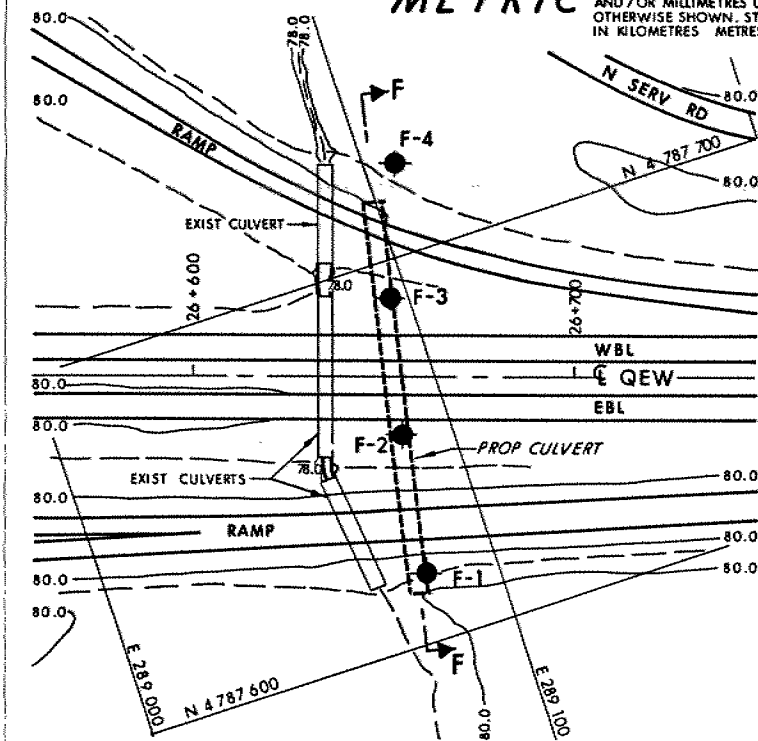 METRIC
AND/OR MILLIMETRES U
OTHERWISE SHOWN. ST
IN KILOMETRES METRES
80.0
78.0
78.0
N SERV RD
80.0
80.0
F
RAMP
F-4
N 4 787 700
80.0
EXIST CULVERT
26+600
78.0
F-3
26+700
WBL
℄ QEW
80.0
EBL
80.0
F-2
PROP CULVERT
78.0
EXIST CULVERTS
80.0
80.0
RAMP
80.0
80.0
F-1
80.0
80.0
E 289 000
N 4 787 600
F
E 289 100
80.0